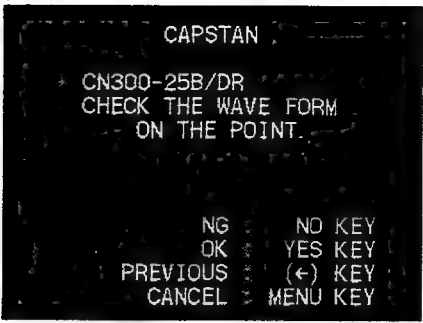 CAPSTAN
* CN300-25B/DR
CHECK THE WAVE FORM
ON THE POINT.
NG : NO KEY
OK : YES KEY
PREVIOUS : (←) KEY
CANCEL : MENU KEY